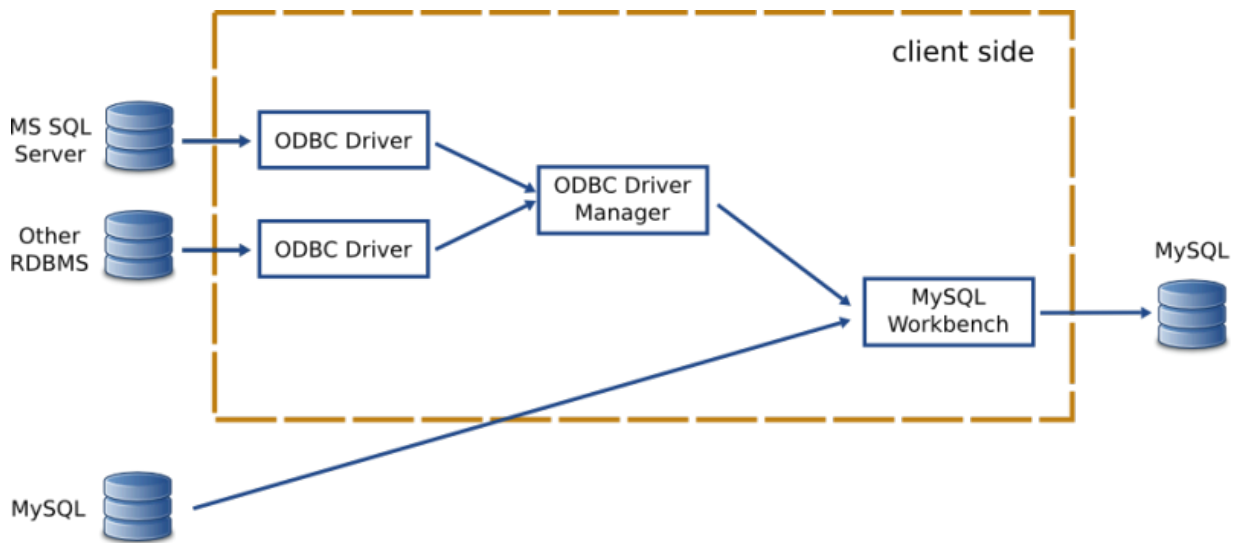 client side
MS SQL
Server
ODBC Driver
ODBC Driver
Manager
Other
RDBMS
ODBC Driver
MySQL
MySQL
Workbench
MySQL